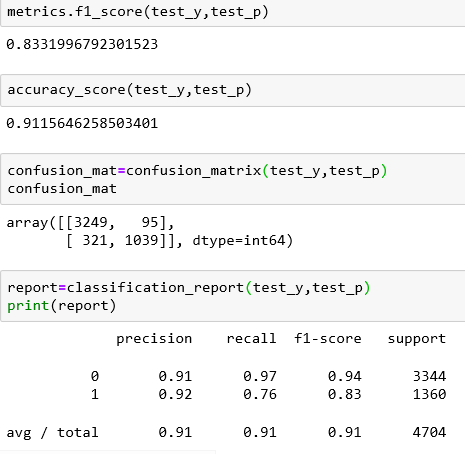 metrics.f1_score(test_y,test_p)
0.8331996792301523
accuracy_score(test_y,test_p)
0.9115646258503401
confusion_mat=confusion_matrix(test_y,test_p)
confusion_mat
array([[3249,   95],
       [ 321, 1039]], dtype=int64)
report=classification_report(test_y,test_p)
print(report)
             precision    recall  f1-score   support
          0       0.91      0.97      0.94      3344
          1       0.92      0.76      0.83      1360
avg / total       0.91      0.91      0.91      4704